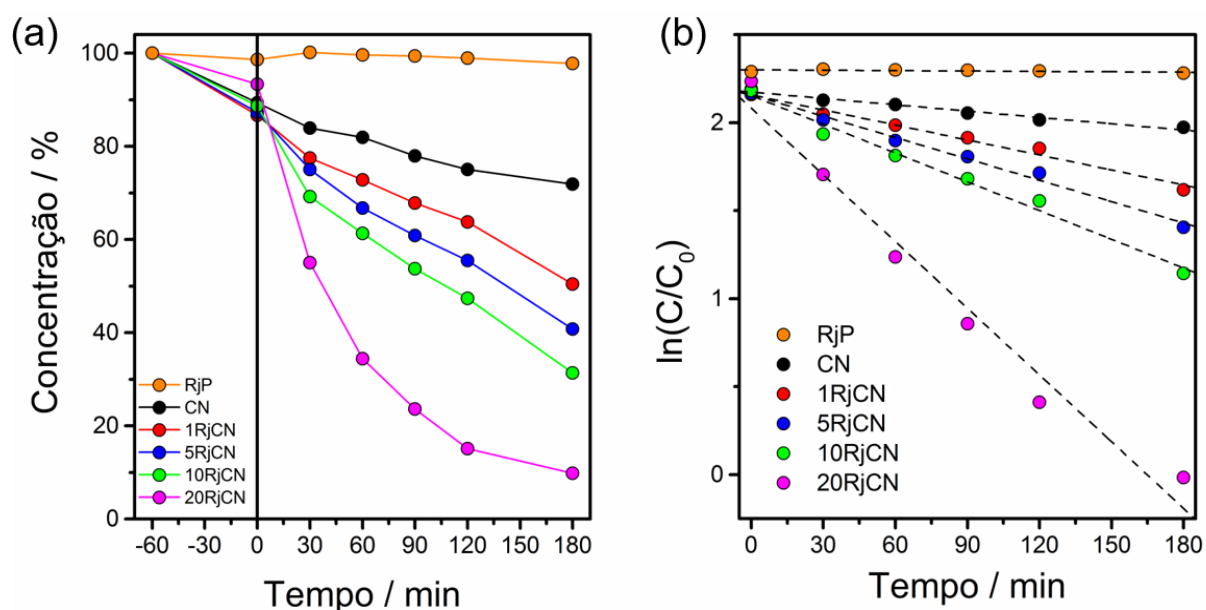 (a)
Concentração / %
100
80
60
40
20
0
RjP
CN
1RjCN
5RjCN
10RjCN
20RjCN
-60 -30 0 30 60 90 120 150 180
Tempo / min
(b)
ln(C/C₀)
2
1
0
RjP
CN
1RjCN
5RjCN
10RjCN
20RjCN
0 30 60 90 120 150 180
Tempo / min